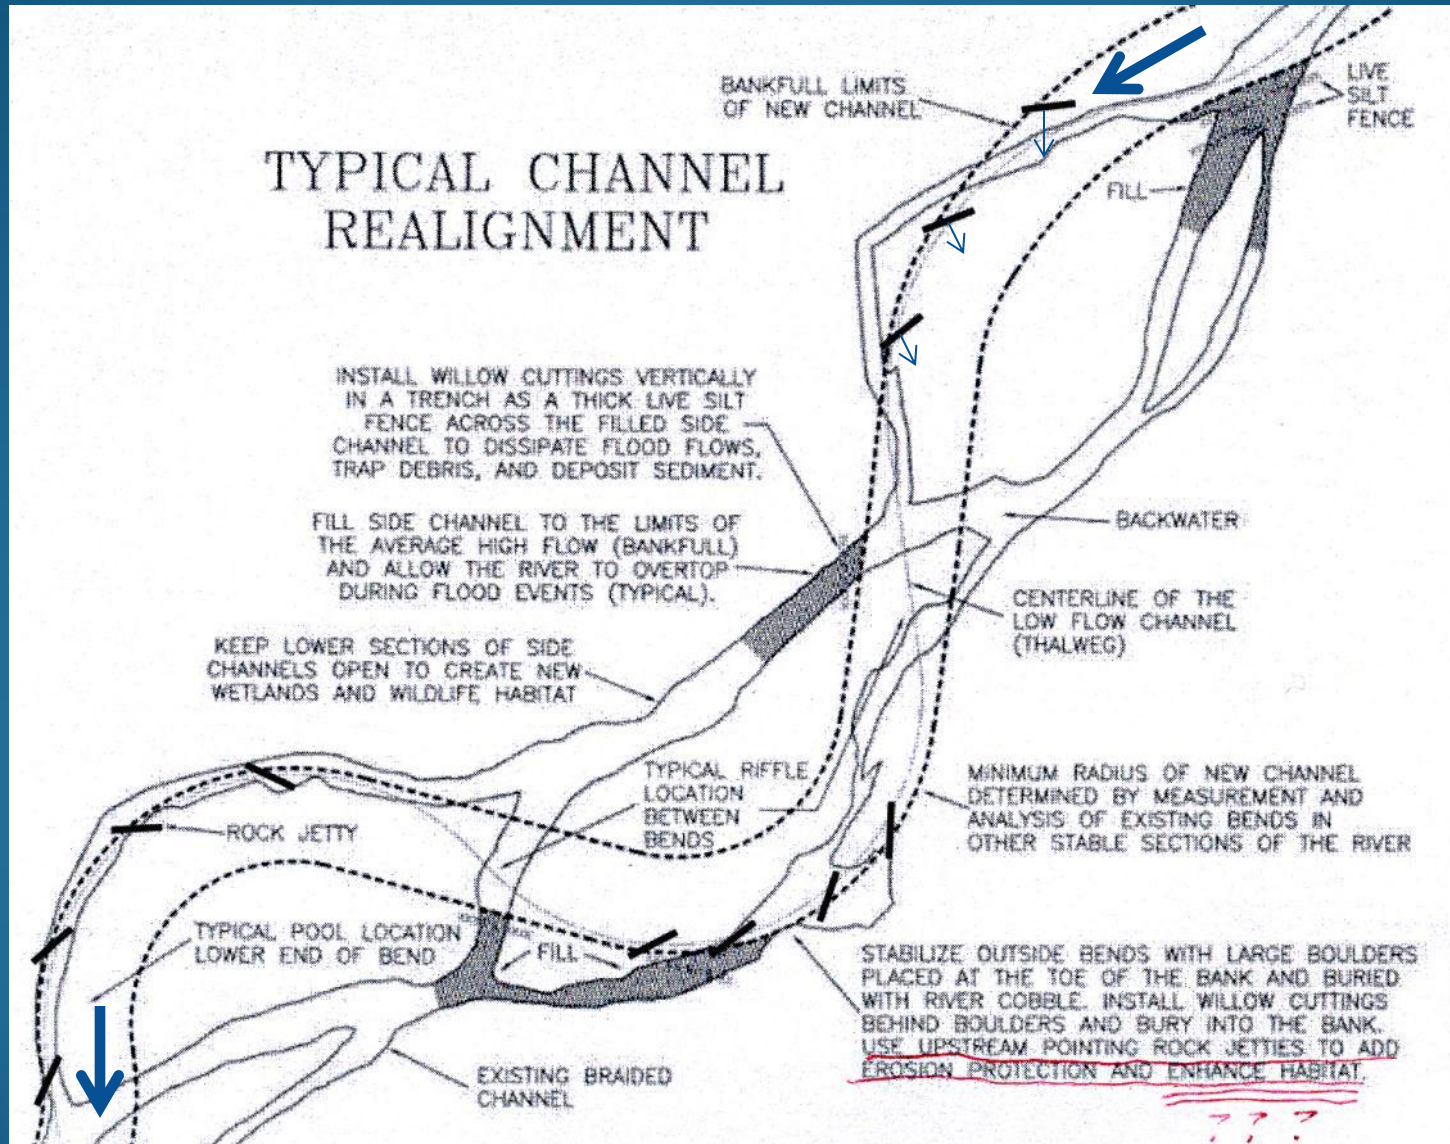 BANKFULL LIMITS
OF NEW CHANNEL
LIVE
SILT
FENCE
TYPICAL CHANNEL
REALIGNMENT
FILL
INSTALL WILLOW CUTTINGS VERTICALLY
IN A TRENCH AS A THICK LIVE SILT
FENCE ACROSS THE FILLED SIDE
CHANNEL TO DISSIPATE FLOOD FLOWS,
TRAP DEBRIS, AND DEPOSIT SEDIMENT.
FILL SIDE CHANNEL TO THE LIMITS OF
THE AVERAGE HIGH FLOW (BANKFULL)
AND ALLOW THE RIVER TO OVERTOP
DURING FLOOD EVENTS (TYPICAL).
BACKWATER
CENTERLINE OF THE
LOW FLOW CHANNEL
(THALWEG)
KEEP LOWER SECTIONS OF SIDE
CHANNELS OPEN TO CREATE NEW
WETLANDS AND WILDLIFE HABITAT
TYPICAL RIFFLE
LOCATION
BETWEEN
BENDS
MINIMUM RADIUS OF NEW CHANNEL
DETERMINED BY MEASUREMENT AND
ANALYSIS OF EXISTING BENDS IN
OTHER STABLE SECTIONS OF THE RIVER
ROCK JETTY
TYPICAL POOL LOCATION
LOWER END OF BEND
FILL
STABILIZE OUTSIDE BENDS WITH LARGE BOULDERS
PLACED AT THE TOE OF THE BANK AND BURIED
WITH RIVER COBBLE. INSTALL WILLOW CUTTINGS
BEHIND BOULDERS AND BURY INTO THE BANK.
USE UPSTREAM POINTING ROCK JETTIES TO ADD
EROSION PROTECTION AND ENHANCE HABITAT.
? ? ?
EXISTING BRAIDED
CHANNEL